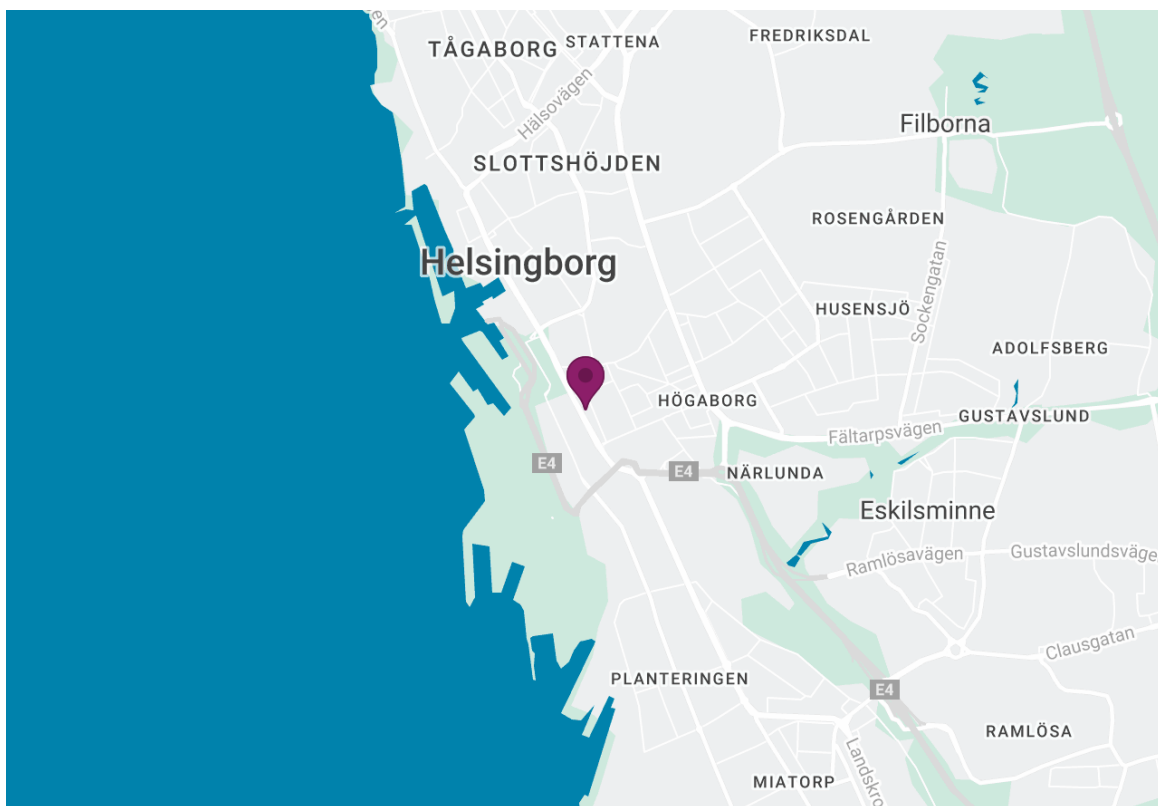 TÅGABORG
STATTENA
FREDRIKSDAL
Hälsovägen
Filborna
SLOTTSHÖJDEN
ROSENGÅRDEN
Helsingborg
Sockengatan
HUSENSJÖ
ADOLFSBERG
HÖGABORG
GUSTAVSLUND
Fältarpsvägen
E4
E4
NÄRLUNDA
Eskilsminne
Ramlösavägen
Gustavslundsväge
Clausgatan
PLANTERINGEN
E4
RAMLÖSA
Landskro
MIATORP